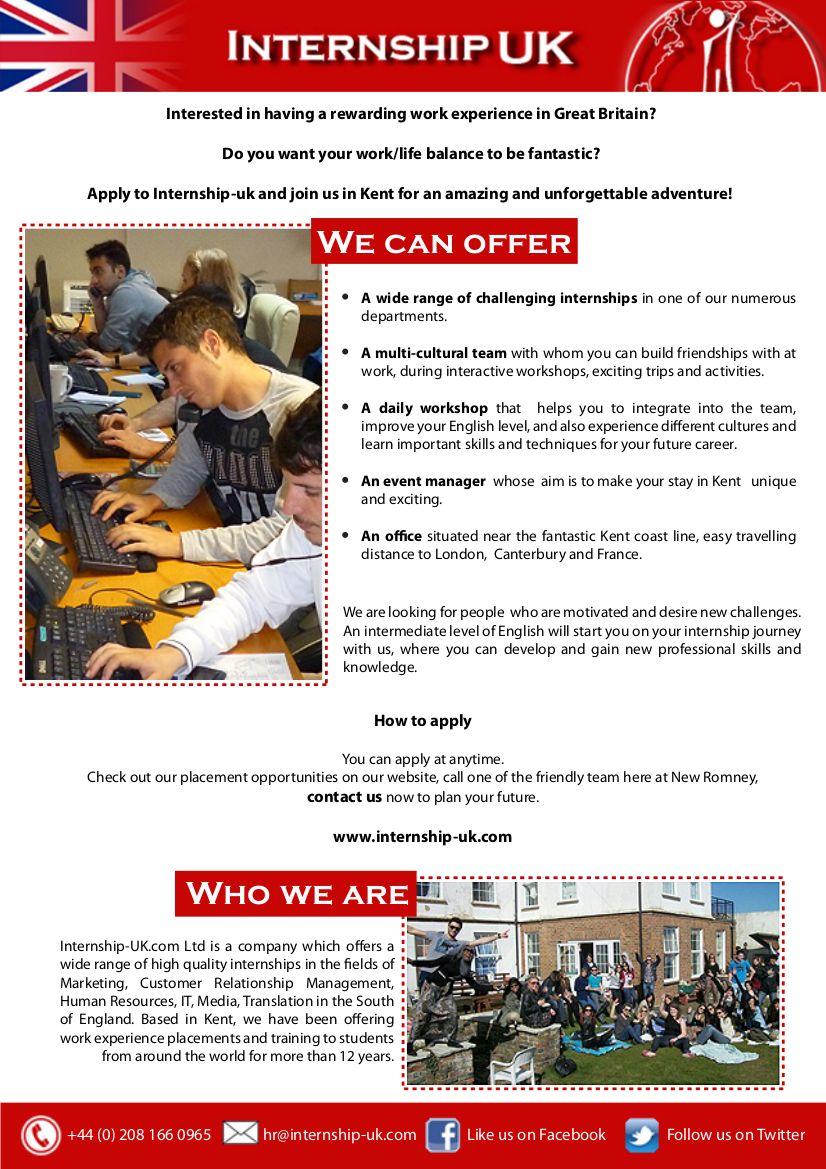 INTERNSHIP UK
Interested in having a rewarding work experience in Great Britain?
Do you want your work/life balance to be fantastic?
Apply to Internship-uk and join us in Kent for an amazing and unforgettable adventure!
WE CAN OFFER
• A wide range of challenging internships in one of our numerous
departments.
• A multi-cultural team with whom you can build friendships with at
work, during interactive workshops, exciting trips and activities.
• A daily workshop that helps you to integrate into the team,
improve your English level, and also experience different cultures and
learn important skills and techniques for your future career.
• An event manager whose aim is to make your stay in Kent unique
and exciting.
• An office situated near the fantastic Kent coast line, easy travelling
distance to London, Canterbury and France.
We are looking for people who are motivated and desire new challenges.
An intermediate level of English will start you on your internship journey
with us, where you can develop and gain new professional skills and
knowledge.
How to apply
You can apply at anytime.
Check out our placement opportunities on our website, call one of the friendly team here at New Romney,
contact us now to plan your future.
www.internship-uk.com
WHO WE ARE
Internship-UK.com Ltd is a company which offers a
wide range of high quality internships in the fields of
Marketing, Customer Relationship Management,
Human Resources, IT, Media, Translation in the South
of England. Based in Kent, we have been offering
work experience placements and training to students
from around the world for more than 12 years.
+44 (0) 208 166 0965 hr@internship-uk.com Like us on Facebook Follow us on Twitter